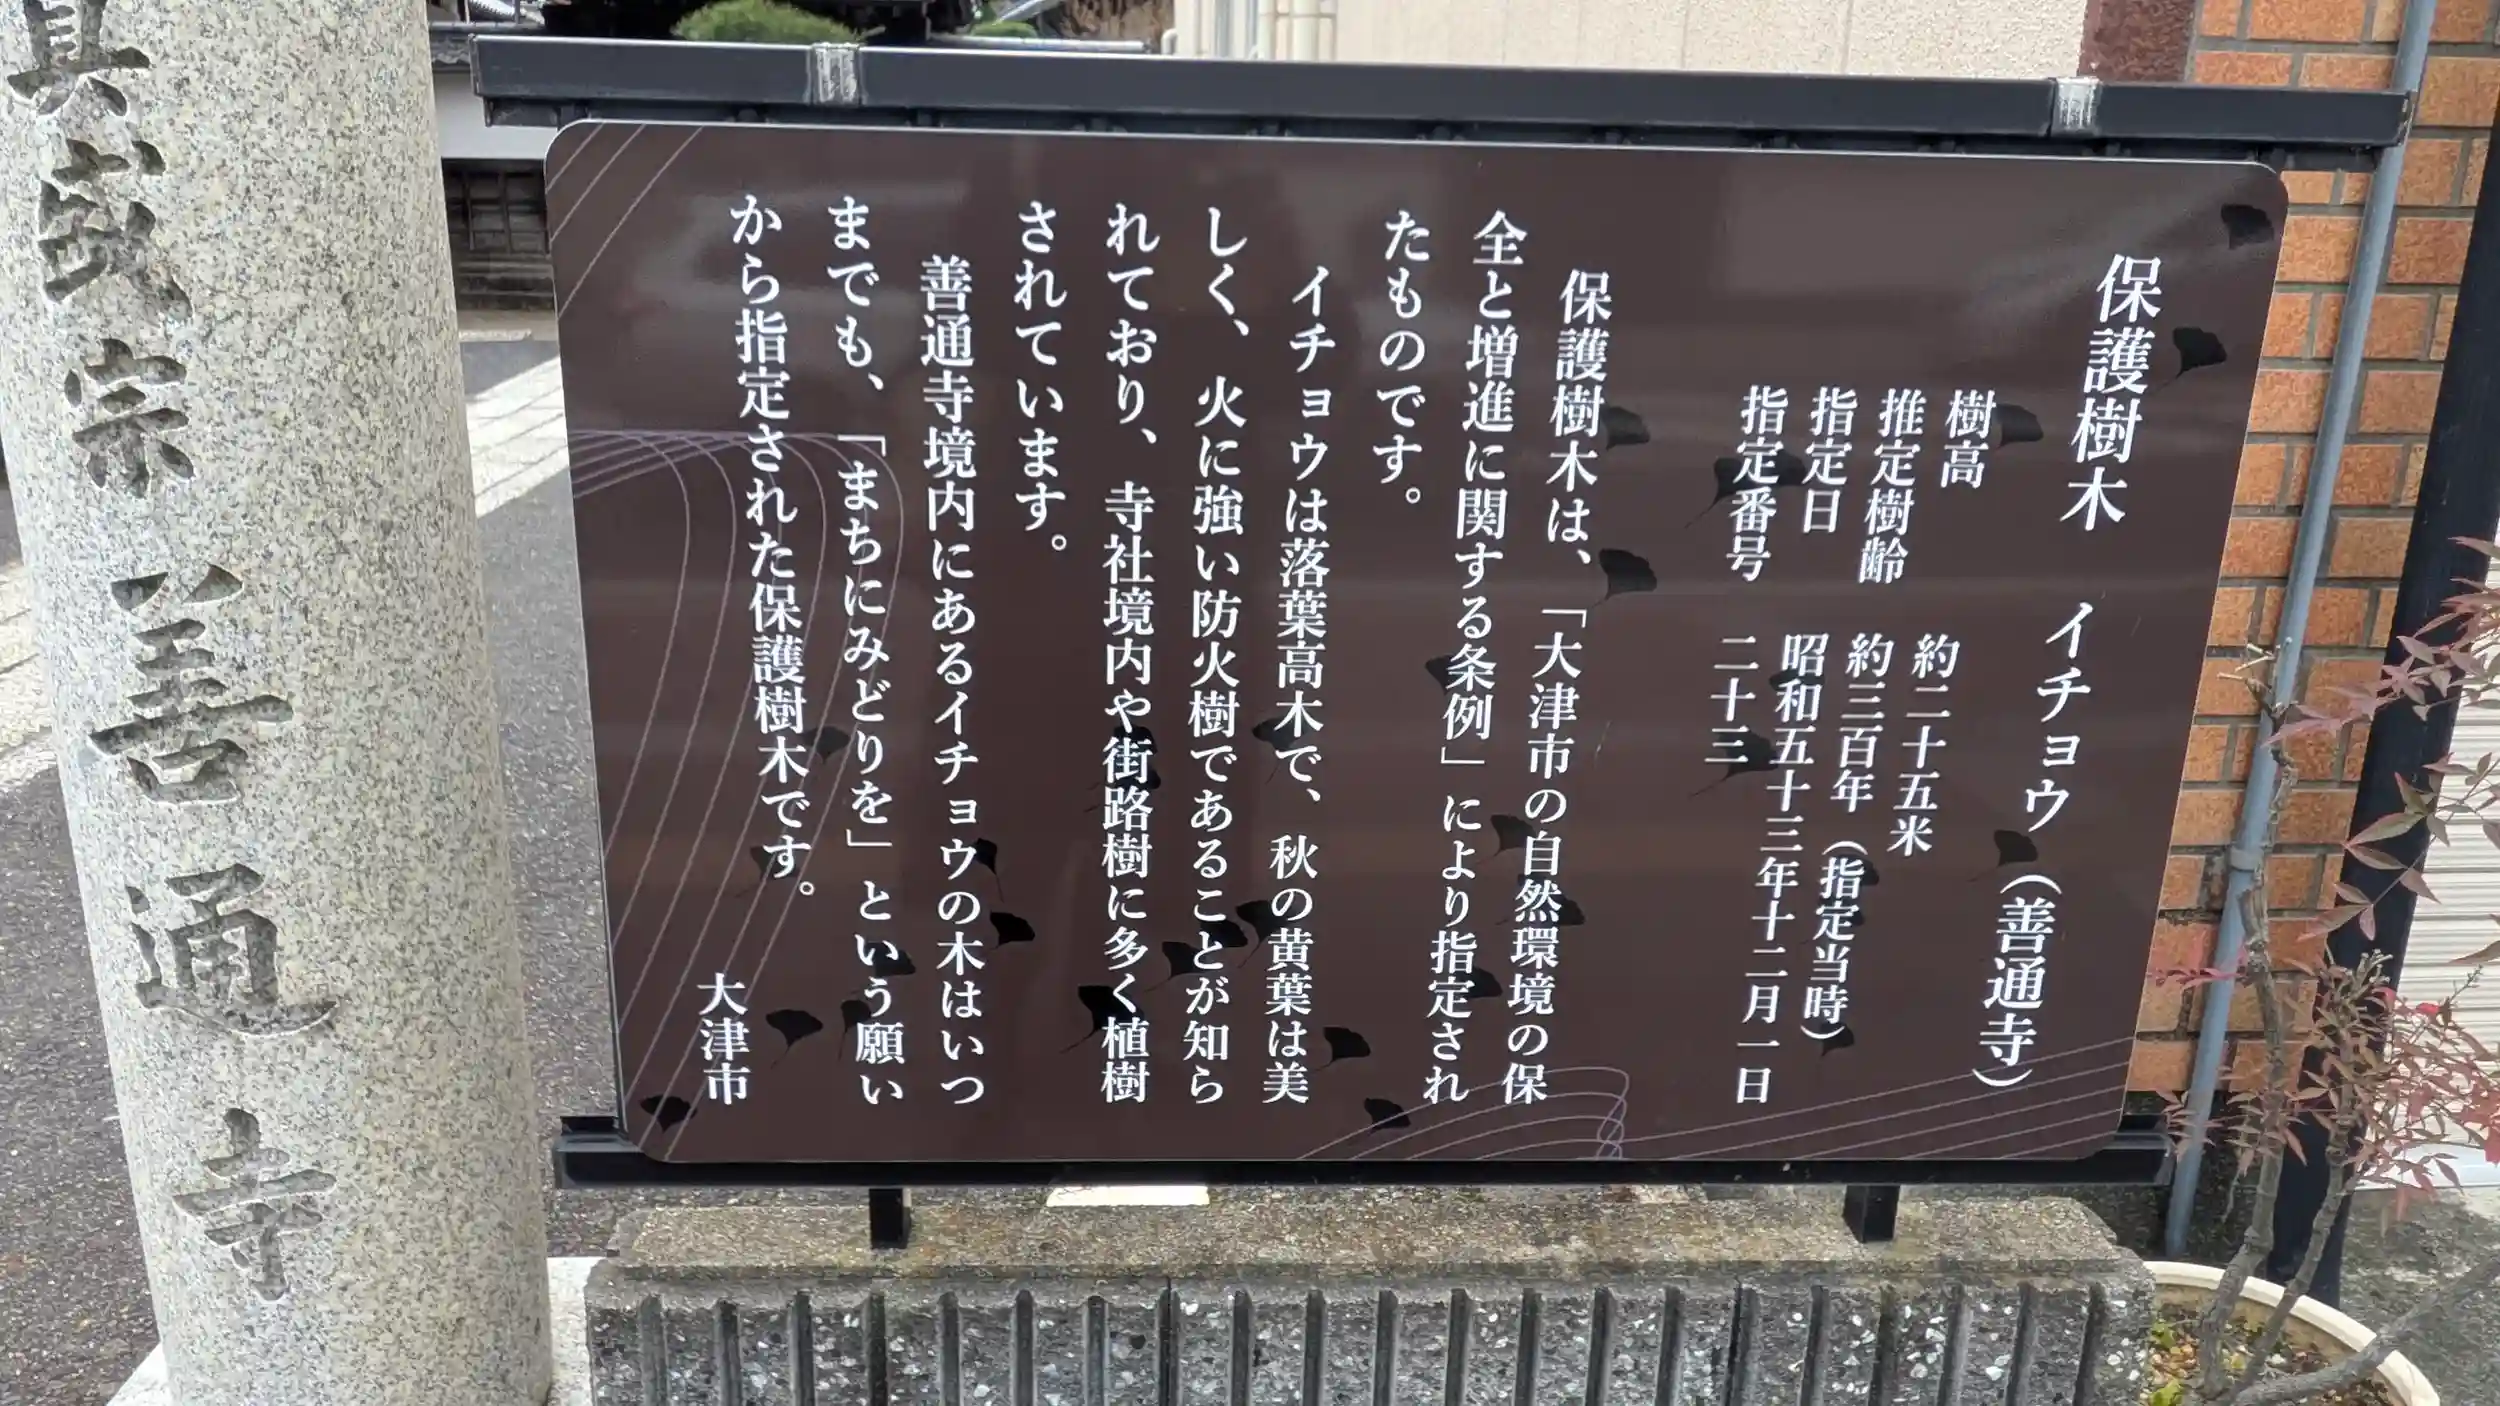 保護樹木　イチョウ（善通寺）
樹高　約二十五米
推定樹齢　約三百年（指定当時）
指定日　昭和五十三年十二月一日
指定番号　二十三
保護樹木は、「大津市の自然環境の保
全と増進に関する条例」により指定され
たものです。
イチョウは落葉高木で、秋の黄葉は美
しく、火に強い防火樹であることが知ら
れており、寺社境内や街路樹に多く植樹
されています。
善通寺境内にあるイチョウの木はいつ
までも、「まちにみどりを」という願い
から指定された保護樹木です。
大津市
真盛宗善通寺